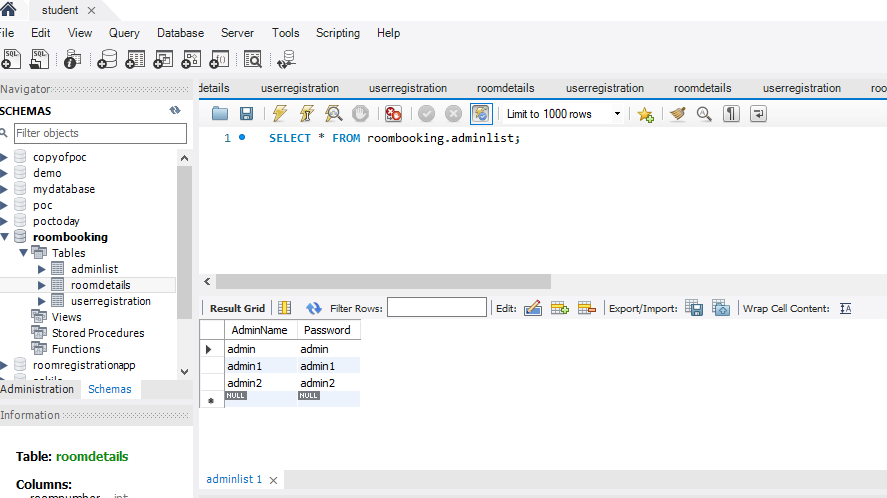 student
File Edit View Query Database Server Tools Scripting Help
Navigator
details userregistration userregistration roomdetails userregistration roomdetails userregistration roo
SCHEMAS
Filter objects
Limit to 1000 rows
1 SELECT * FROM roombooking.adminlist;
copyofpoc
demo
mydatabase
poc
poctoday
roombooking
Tables
adminlist
roomdetails
userregistration
Views
Stored Procedures
Functions
roomregistrationapp
Administration Schemas
Information
Table: roomdetails
Columns:
roomnumber int
Result Grid Filter Rows: Edit: Export/Import: Wrap Cell Content:
AdminName Password
admin admin
admin1 admin1
admin2 admin2
NULL NULL
adminlist 1